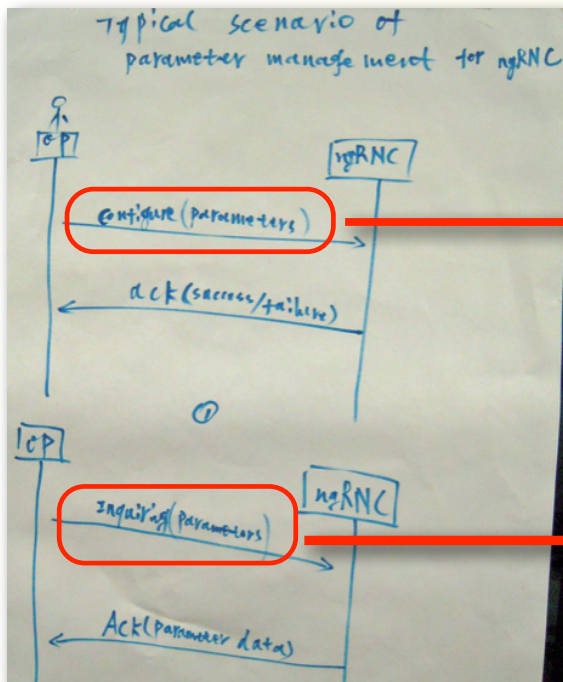 Typical scenario of
parameter management for ngRNC
OP
ngRNC
configure (parameters)
ack (success/failure)
①
OP
ngRNC
Inquiring (parameters)
Ack (parameter data)